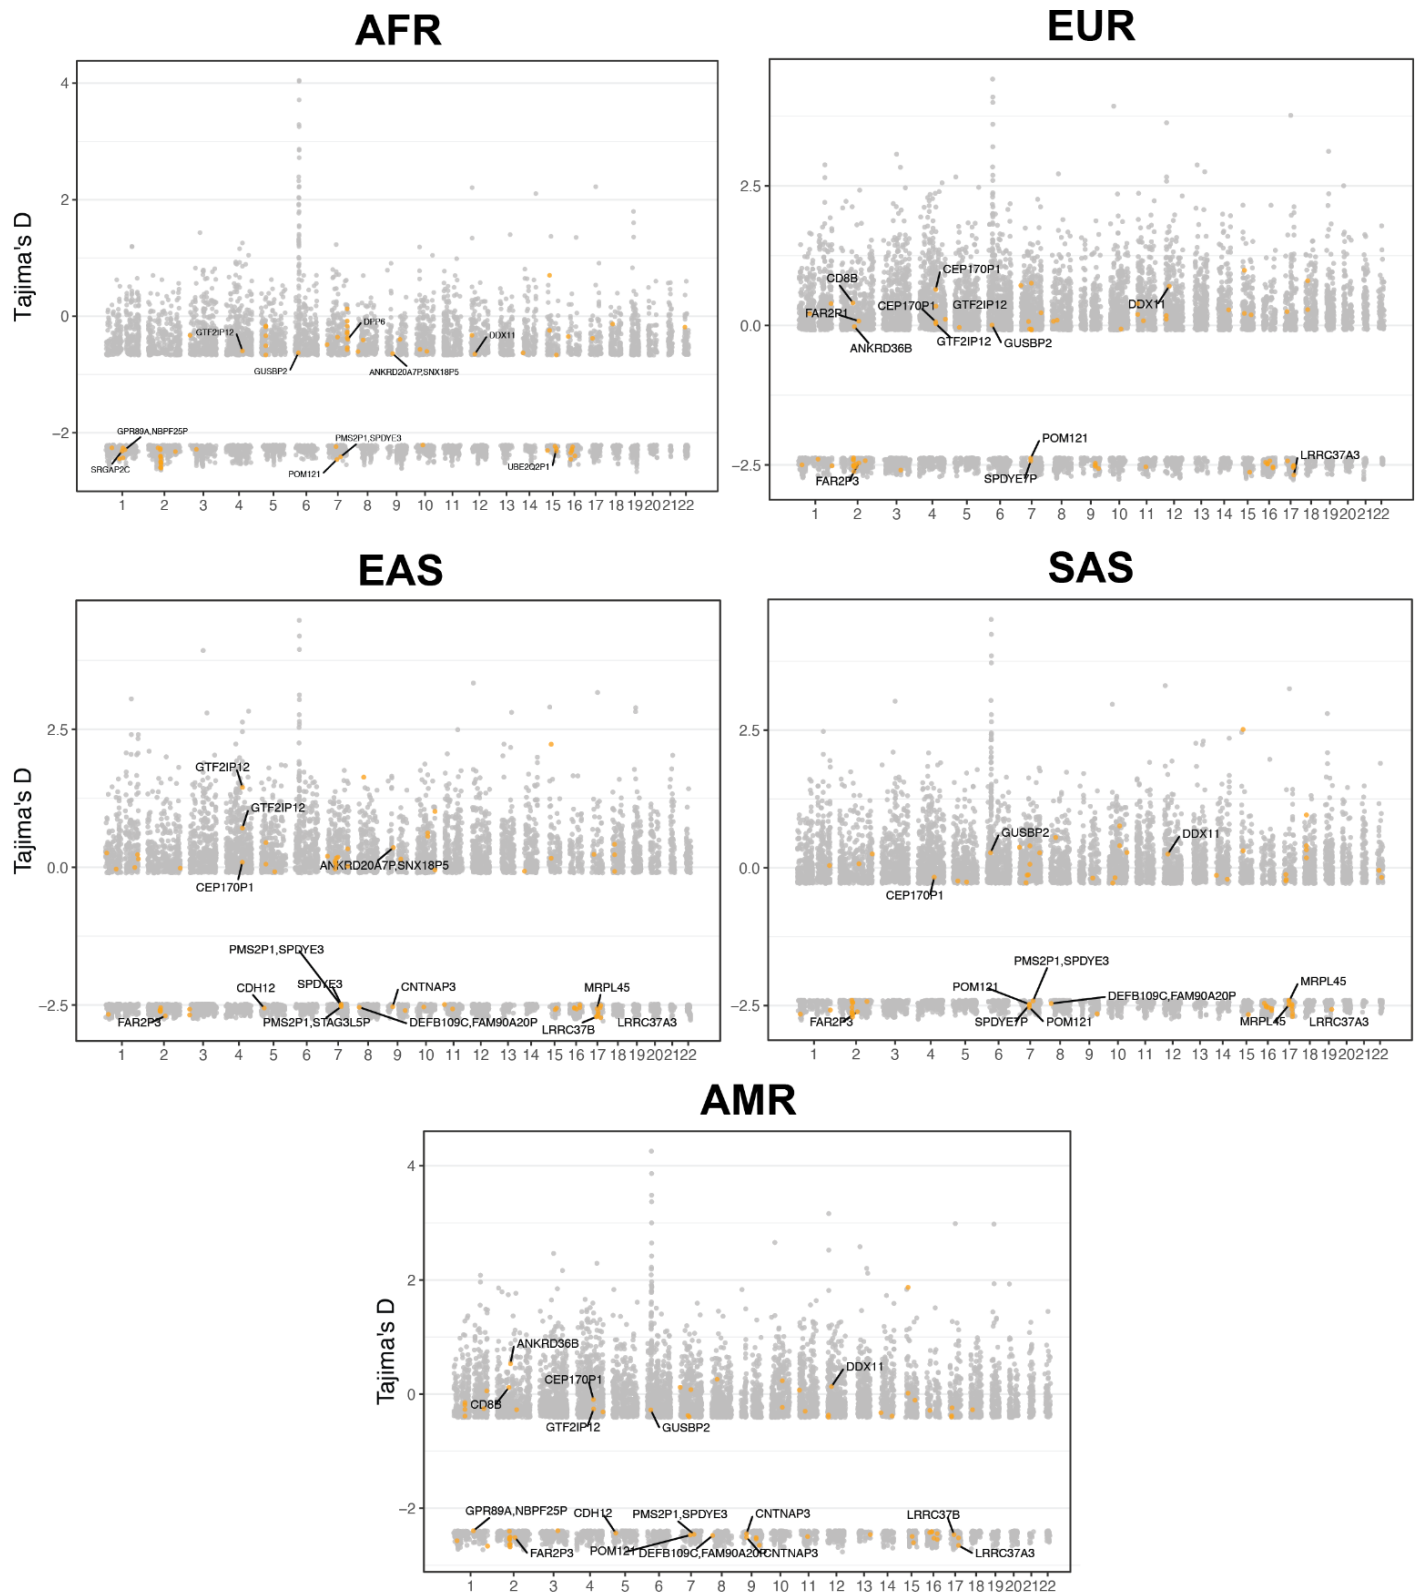 AFR
EUR
Tajima's D
4
2
0
−2
GTF2IP12
GUSBP2
DPP6
ANKRD20A7P,SNX18P5
DDX11
GPR89A,NBPF25P
SRGAP2C
PMS2P1,SPDYE3
POM121
UBE2Q2P1
1 2 3 4 5 6 7 8 9 10 11 12 13 14 15 16 17 18 19 20 21 22
2.5
0.0
−2.5
CD8B
FAR2P1
ANKRD36B
CEP170P1
CEP170P1
GTF2IP12
GTF2IP12
GUSBP2
DDX11
POM121
FAR2P3
SPDYE7P
LRRC37A3
1 2 3 4 5 6 7 8 9 10 11 12 13 14 15 16 17 18 19 20 21 22
EAS
SAS
Tajima's D
2.5
0.0
−2.5
GTF2IP12
GTF2IP12
CEP170P1
ANKRD20A7P,SNX18P5
PMS2P1,SPDYE3
CDH12
SPDYE3
CNTNAP3
MRPL45
FAR2P3
PMS2P1,STAG3L5P
DEFB109C,FAM90A20P
LRRC37B
LRRC37A3
1 2 3 4 5 6 7 8 9 10 11 12 13 14 15 16 17 18 19 20 21 22
2.5
0.0
−2.5
GUSBP2
DDX11
CEP170P1
PMS2P1,SPDYE3
POM121
DEFB109C,FAM90A20P
MRPL45
FAR2P3
SPDYE7P
POM121
MRPL45
LRRC37A3
1 2 3 4 5 6 7 8 9 10 11 12 13 14 15 16 17 18 19 20 21 22
AMR
Tajima's D
4
2
0
−2
ANKRD36B
CD8B
CEP170P1
GTF2IP12
GUSBP2
DDX11
GPR89A,NBPF25P
CDH12
PMS2P1,SPDYE3
CNTNAP3
LRRC37B
FAR2P3
POM121
DEFB109C,FAM90A20P
CNTNAP3
LRRC37A3
1 2 3 4 5 6 7 8 9 10 11 12 13 14 15 16 17 18 19 20 21 22